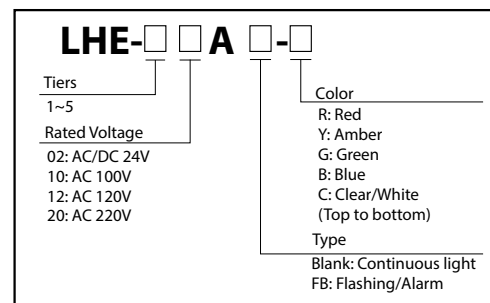 LHE-□ □ A □-□
Tiers
1~5
Rated Voltage
02: AC/DC 24V
10: AC 100V
12: AC 120V
20: AC 220V
Color
R: Red
Y: Amber
G: Green
B: Blue
C: Clear/White
(Top to bottom)
Type
Blank: Continuous light
FB: Flashing/Alarm